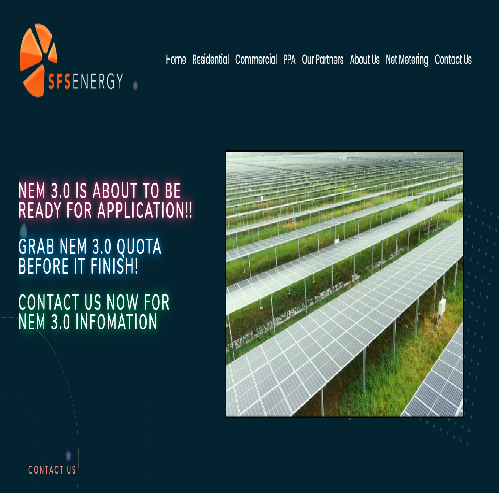 SFSENERGY
Home Residential Commercial PPA Our Partners About Us Net Metering Contact Us
NEM 3.0 IS ABOUT TO BE
READY FOR APPLICATION!!
GRAB NEM 3.0 QUOTA
BEFORE IT FINISH!
CONTACT US NOW FOR
NEM 3.0 INFOMATION
CONTACT US